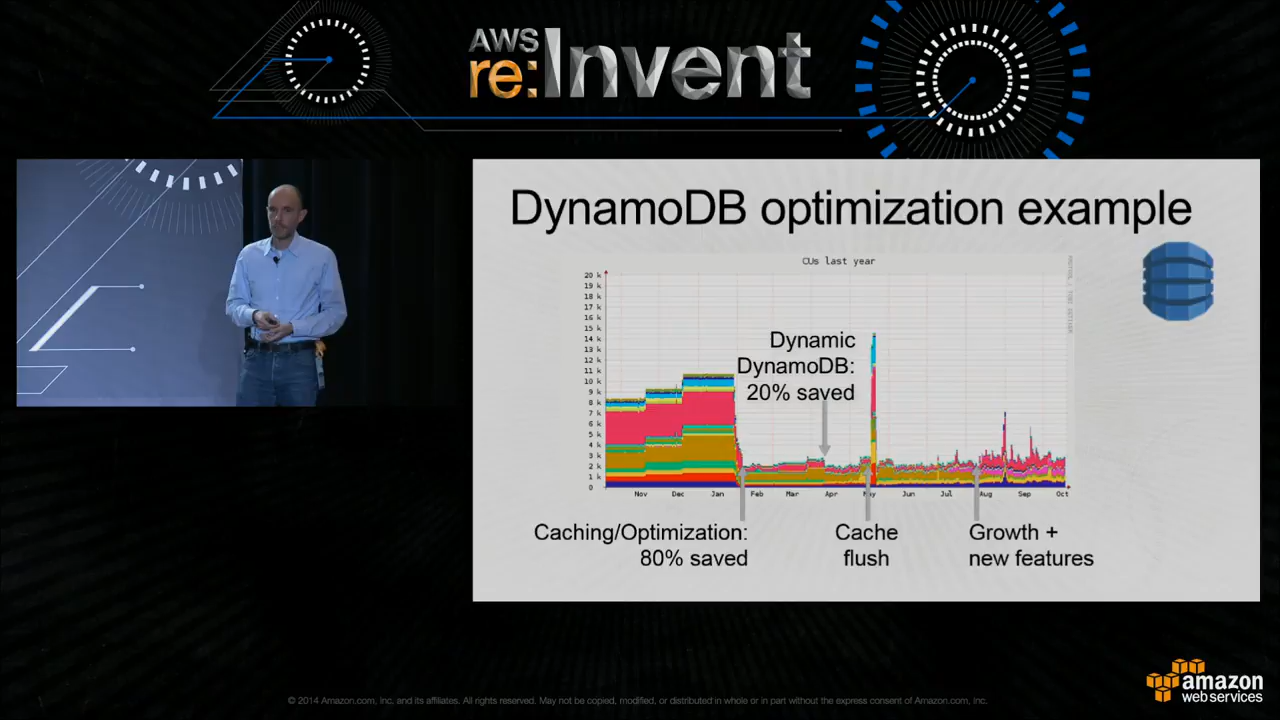 AWS
re:Invent
DynamoDB optimization example
CUs last year
20 k
19 k
18 k
17 k
16 k
15 k
14 k
13 k
12 k
11 k
10 k
9 k
8 k
7 k
6 k
5 k
4 k
3 k
2 k
1 k
0
Dynamic
DynamoDB:
20% saved
Nov Dec Jan Feb Mar Apr May Jun Jul Aug Sep Oct
Caching/Optimization:
80% saved
Cache
flush
Growth +
new features
amazon
web services
© 2014 Amazon.com, Inc, and its affiliates. All rights reserved. May not be copied, modified, or distributed in whole or in part without the express consent of Amazon.com, inc.